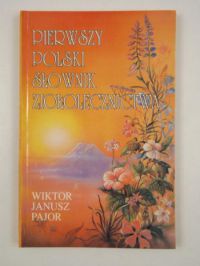 PIERWSZY
POLSKI
SŁOWNIK
ZIOŁOLECZNICTWA
WIKTOR
JANUSZ
PAJOR